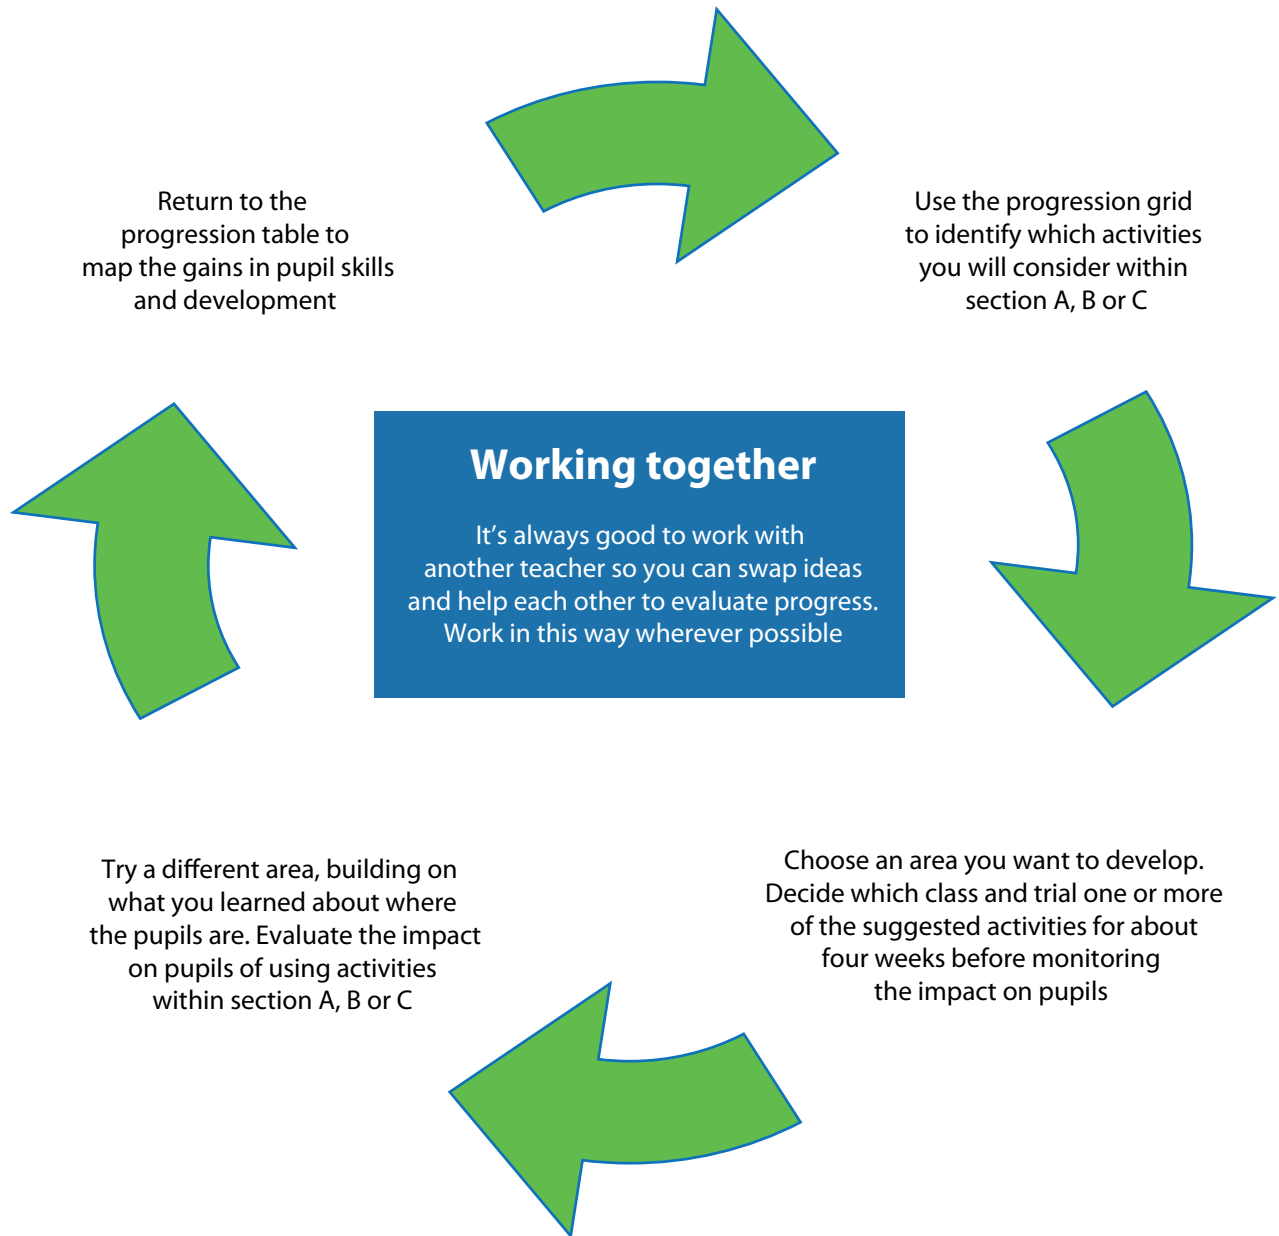 Return to the
progression table to
map the gains in pupil skills
and development
Use the progression grid
to identify which activities
you will consider within
section A, B or C
Working together
It’s always good to work with
another teacher so you can swap ideas
and help each other to evaluate progress.
Work in this way wherever possible
Try a different area, building on
what you learned about where
the pupils are. Evaluate the impact
on pupils of using activities
within section A, B or C
Choose an area you want to develop.
Decide which class and trial one or more
of the suggested activities for about
four weeks before monitoring
the impact on pupils